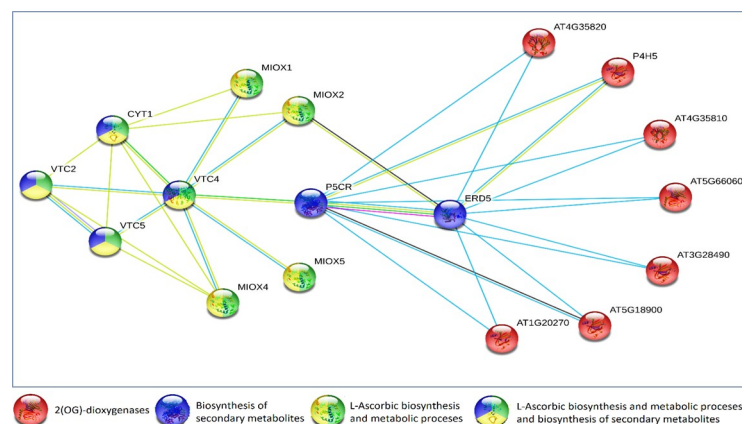 AT4G35820
P4H5
MIOX1
MIOX2
CYT1
AT4G35810
VTC2
VTC4
P5CR
ERD5
AT5G66060
VTC5
AT3G28490
MIOX5
MIOX4
AT5G18900
AT1G20270
2(OG)-dioxygenases
Biosynthesis of
secondary metabolites
L-Ascorbic biosynthesis
and metabolic proceses
L-Ascorbic biosynthesis and metabolic proceses
and biosynthesis of secondary metabolites